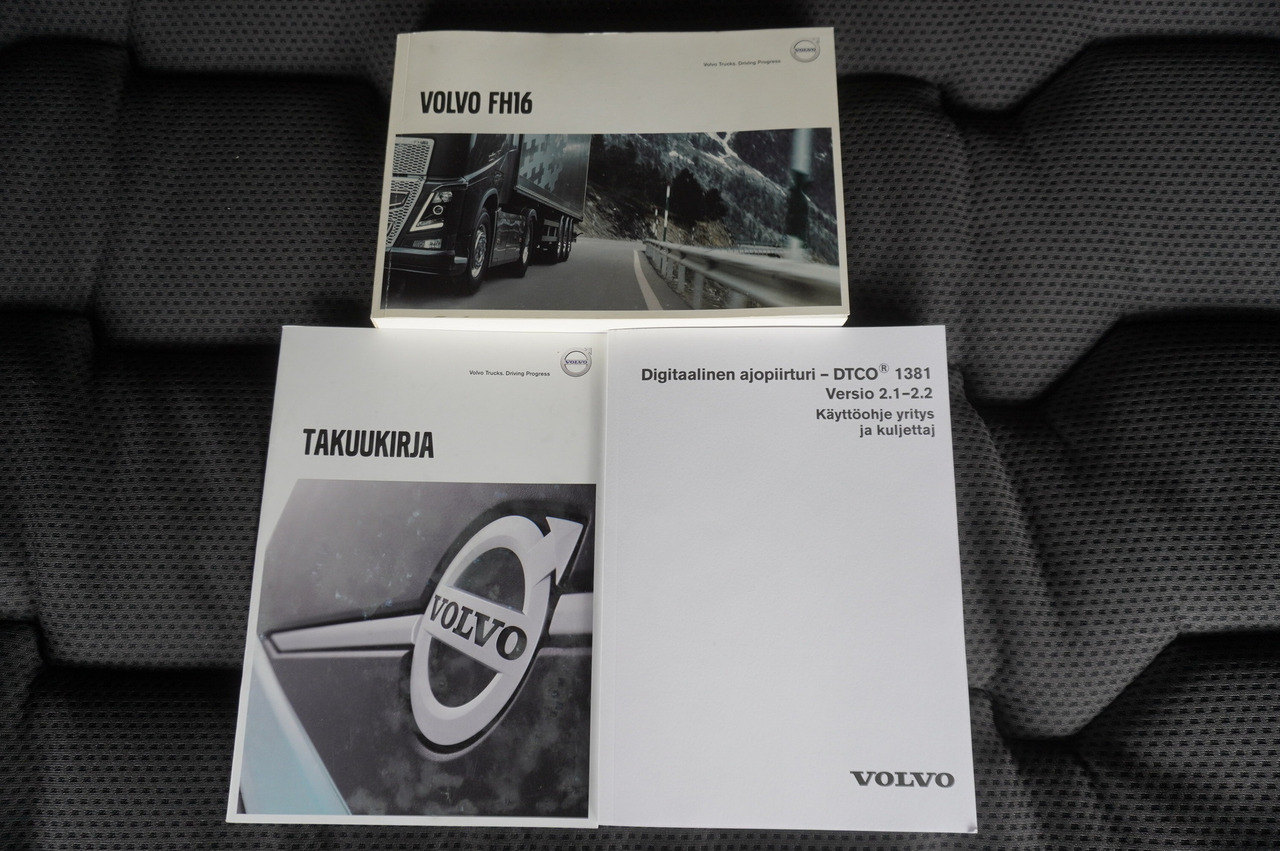 Volvo Trucks. Driving Progress
VOLVO
VOLVO FH16
Volvo Trucks. Driving Progress
VOLVO
TAKUUKIRJA
VOLVO
Digitaalinen ajopiirturi – DTCO® 1381
Versio 2.1–2.2
Käyttöohje yritys
ja kuljettaj
VOLVO